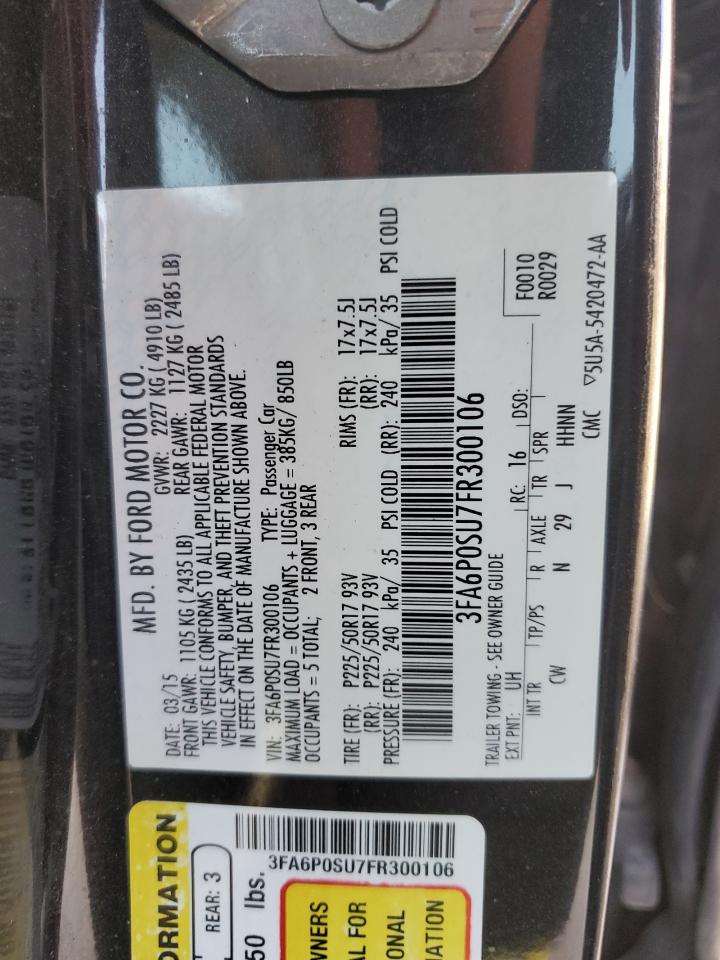 MFD. BY FORD MOTOR CO.
DATE: 03/15 GVWR: 2227 KG ( 4910 LB)
FRONT GAWR: 1105 KG ( 2435 LB) REAR GAWR: 1127 KG ( 2485 LB)
THIS VEHICLE CONFORMS TO ALL APPLICABLE FEDERAL MOTOR
VEHICLE SAFETY, BUMPER, AND THEFT PREVENTION STANDARDS
IN EFFECT ON THE DATE OF MANUFACTURE SHOWN ABOVE.
VIN: 3FA6P0SU7FR300106 TYPE: Passenger Car
MAXIMUM LOAD = OCCUPANTS + LUGGAGE = 385KG/ 850LB
OCCUPANTS = 5 TOTAL; 2 FRONT, 3 REAR
TIRE (FR): P225/50R17 93V RIMS (FR): 17x7.5J
(RR): P225/50R17 93V (RR): 17x7.5J
PRESSURE (FR): 240 kPa/ 35 PSI COLD (RR): 240 kPa/ 35 PSI COLD
3FA6P0SU7FR300106
TRAILER TOWING - SEE OWNER GUIDE
EXT PNT: UH RC: 16 DSO: F0010
R0029
INT TR TP/PS R AXLE TR SPR
CW N 29 J HHNN
CMC ▽5U5A-5420472-AA
ORMATION
REAR: 3
50 lbs.
3FA6P0SU7FR300106
WNERS
AL FOR
ONAL
ATION